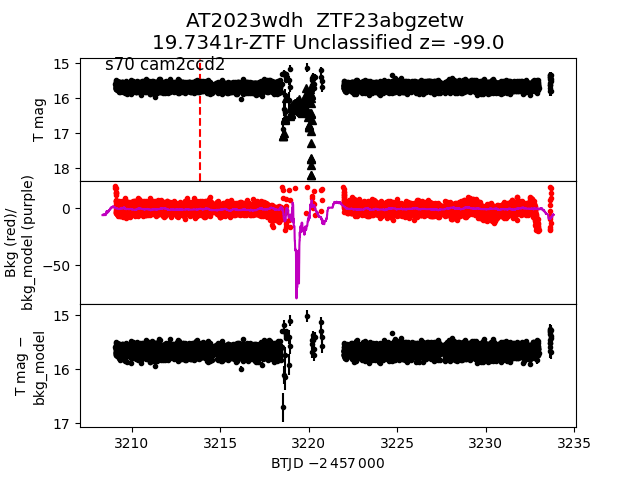 AT2023wdh ZTF23abgzetw
19.7341r-ZTF Unclassified z= -99.0
s70 cam2ccd2
15
16
17
18
T mag
0
−50
Bkg (red)/
bkg_model (purple)
15
16
17
T mag −
bkg_model
3210 3215 3220 3225 3230 3235
BTJD −2 457 000